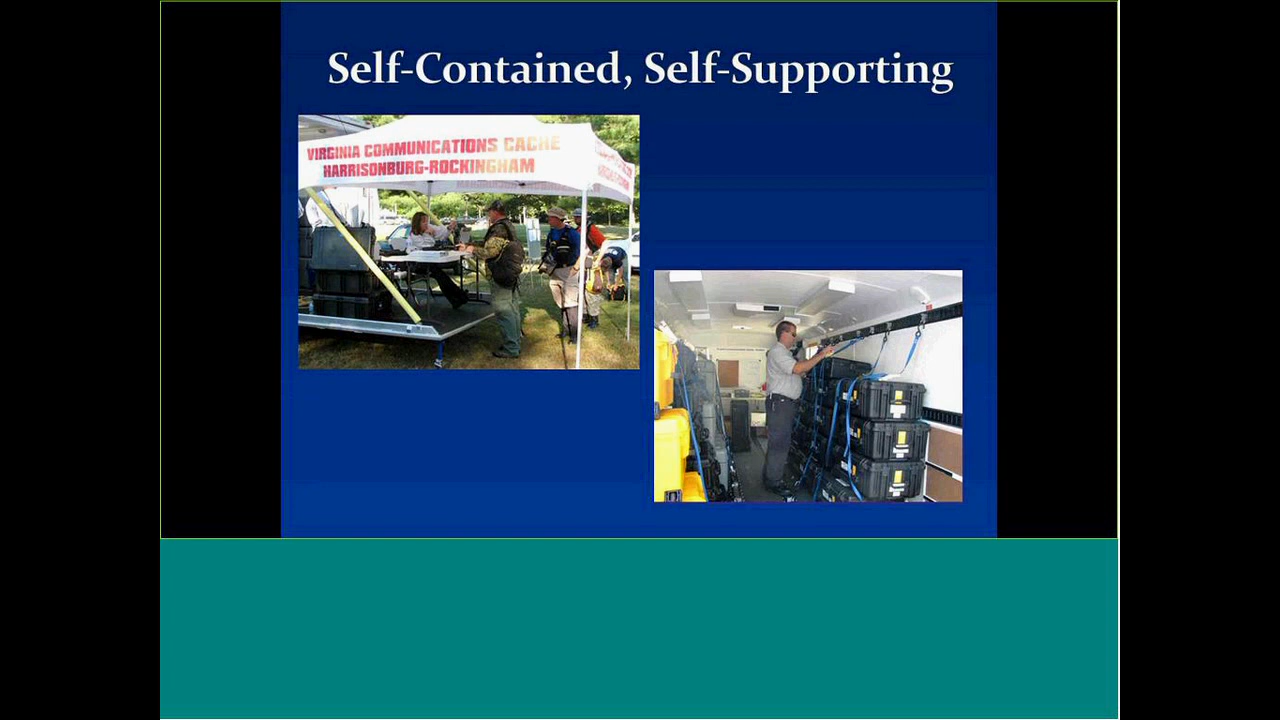 Self-Contained, Self-Supporting
VIRGINIA COMMUNICATIONS CACHE
HARRISONBURG-ROCKINGHAM